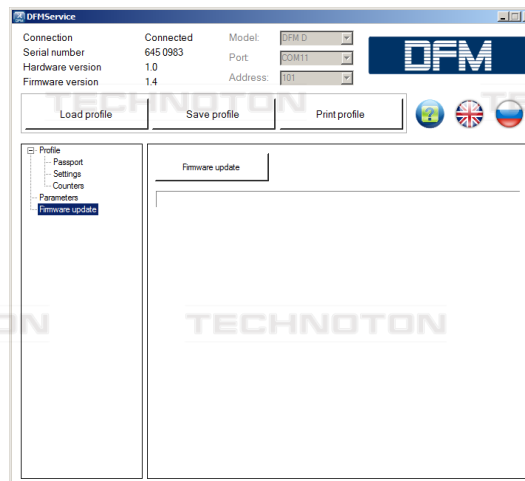 DFMService
Connection Connected Model: DFM D
Serial number 645 0983 Port: COM11
Hardware version 1.0
Firmware version 1.4 Address: 101
DFM
TECHNOTON
Load profile Save profile Print profile
Profile
Passport
Settings
Counters
Parameters
Firmware update
Firmware update
TECHNOTON